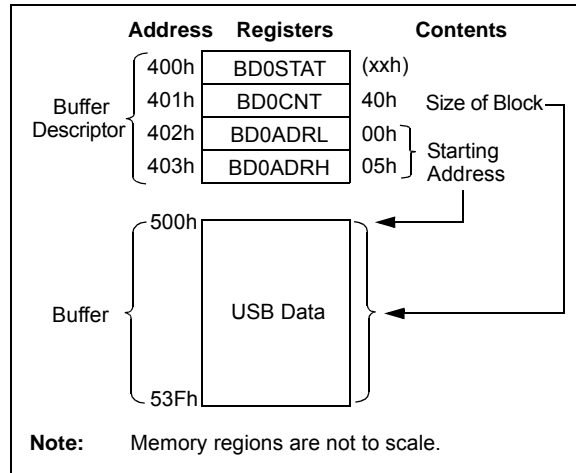 Address Registers Contents
400h BD0STAT (xxh)
401h BD0CNT 40h Size of Block
Buffer
Descriptor
402h BD0ADRL 00h
403h BD0ADRH 05h
Starting
Address
500h
Buffer USB Data
53Fh
Note: Memory regions are not to scale.